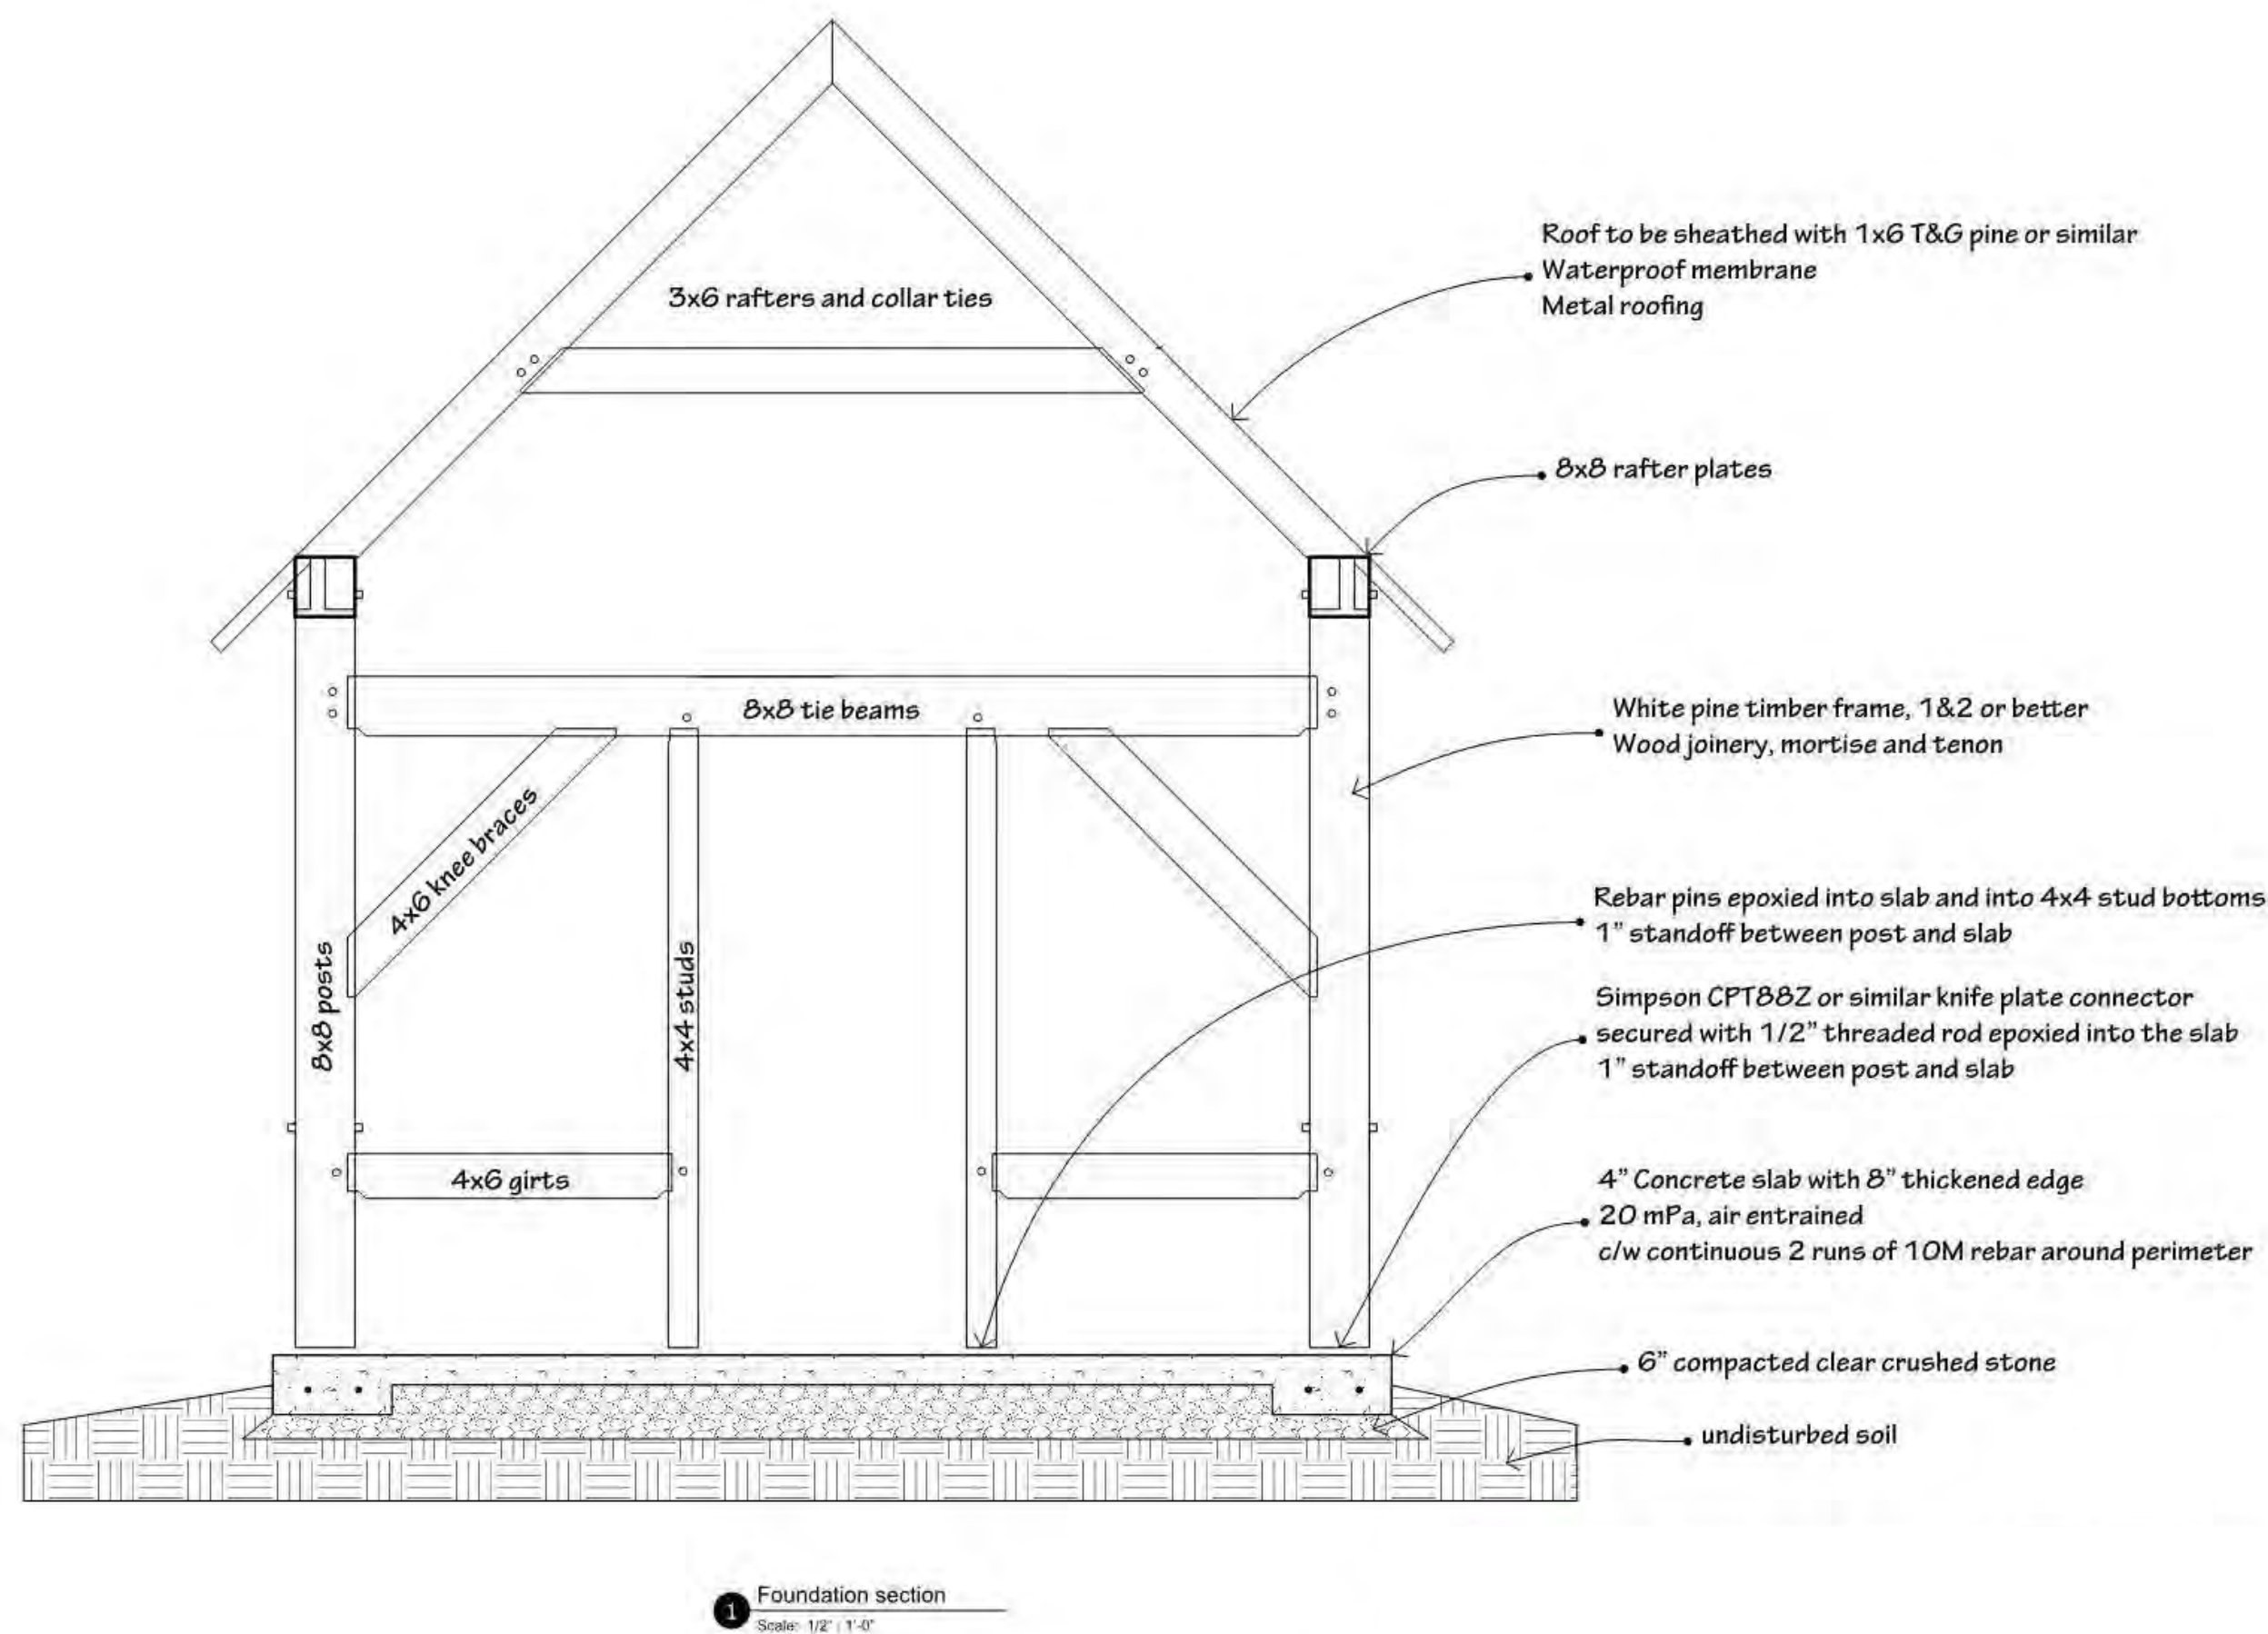 Roof to be sheathed with 1x6 T&G pine or similar
Waterproof membrane
Metal roofing
3x6 rafters and collar ties
8x8 rafter plates
8x8 tie beams
White pine timber frame, 1&2 or better
Wood joinery, mortise and tenon
4x6 knee braces
8x8 posts
4x4 studs
Rebar pins epoxied into slab and into 4x4 stud bottoms
1" standoff between post and slab
Simpson CPT88Z or similar knife plate connector
secured with 1/2" threaded rod epoxied into the slab
1" standoff between post and slab
4x6 girts
4" Concrete slab with 8" thickened edge
20 mPa, air entrained
c/w continuous 2 runs of 10M rebar around perimeter
6" compacted clear crushed stone
undisturbed soil
1 Foundation section
Scale: 1/2" : 1'-0"